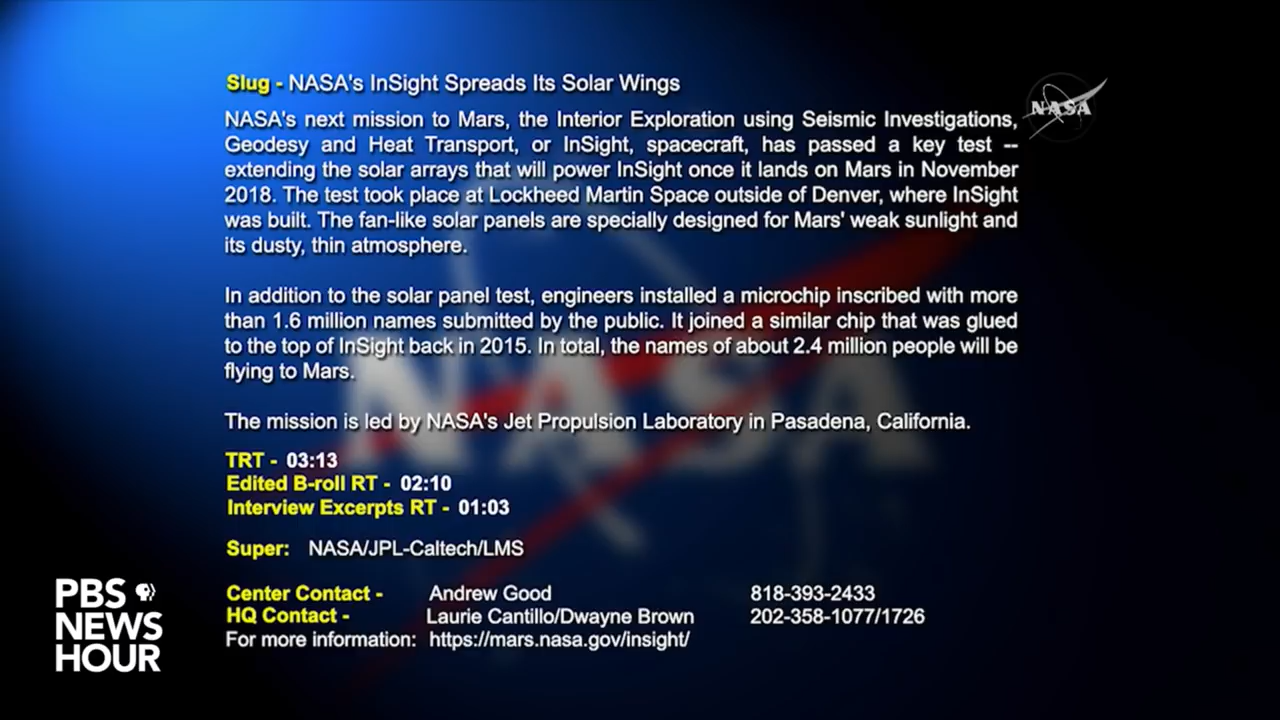 Slug - NASA's InSight Spreads Its Solar Wings
NASA
NASA's next mission to Mars, the Interior Exploration using Seismic Investigations,
Geodesy and Heat Transport, or InSight, spacecraft, has passed a key test --
extending the solar arrays that will power InSight once it lands on Mars in November
2018. The test took place at Lockheed Martin Space outside of Denver, where InSight
was built. The fan-like solar panels are specially designed for Mars' weak sunlight and
its dusty, thin atmosphere.
In addition to the solar panel test, engineers installed a microchip inscribed with more
than 1.6 million names submitted by the public. It joined a similar chip that was glued
to the top of InSight back in 2015. In total, the names of about 2.4 million people will be
flying to Mars.
NASA
The mission is led by NASA's Jet Propulsion Laboratory in Pasadena, California.
TRT - 03:13
Edited B-roll RT - 02:10
Interview Excerpts RT - 01:03
Super: NASA/JPL-Caltech/LMS
Center Contact - Andrew Good 818-393-2433
HQ Contact - Laurie Cantillo/Dwayne Brown 202-358-1077/1726
For more information: https://mars.nasa.gov/insight/
PBS
NEWS
HOUR